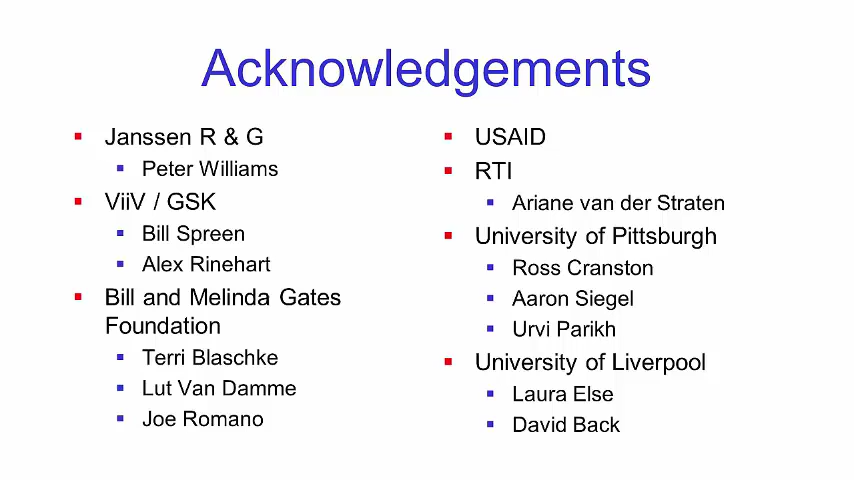 Acknowledgements
Janssen R & G
Peter Williams
ViiV / GSK
Bill Spreen
Alex Rinehart
Bill and Melinda Gates
Foundation
Terri Blaschke
Lut Van Damme
Joe Romano
USAID
RTI
Ariane van der Straten
University of Pittsburgh
Ross Cranston
Aaron Siegel
Urvi Parikh
University of Liverpool
Laura Else
David Back